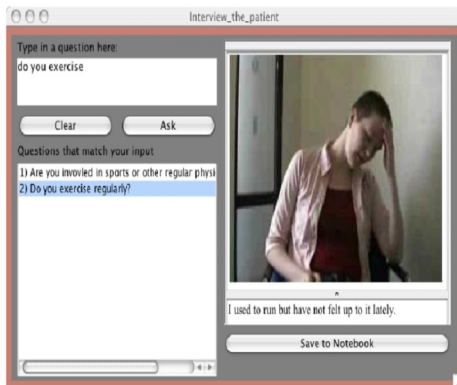 Interview_the_patient
Type in a question here:
do you exercise
Clear
Ask
Questions that match your input
1) Are you invovled in sports or other regular physi
2) Do you exercise regularly?
I used to run but have not felt up to it lately.
Save to Notebook